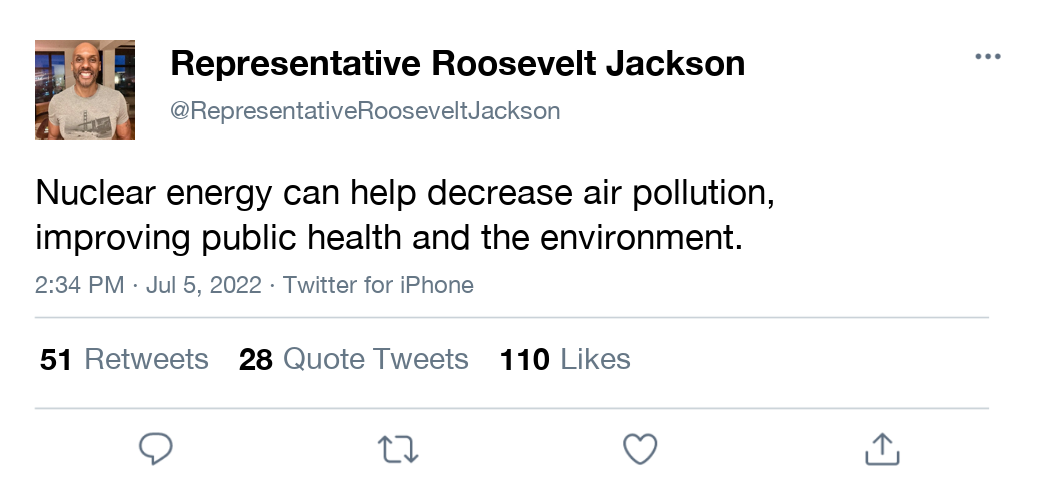 Representative Roosevelt Jackson
@RepresentativeRooseveltJackson
Nuclear energy can help decrease air pollution,
improving public health and the environment.
2:34 PM · Jul 5, 2022 · Twitter for iPhone
51 Retweets 28 Quote Tweets 110 Likes